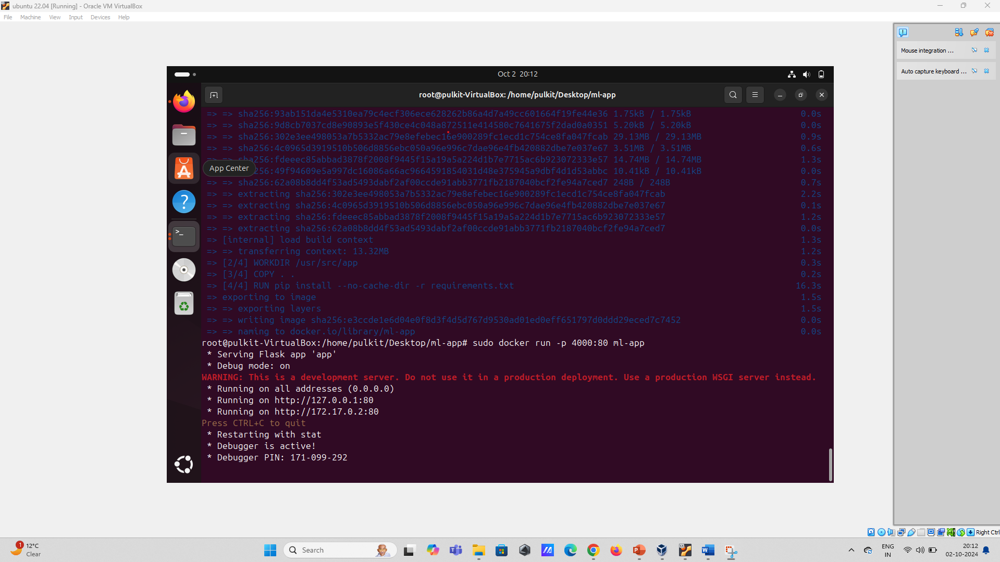 ubuntu 22.04 [Running] - Oracle VM VirtualBox
File Machine View Input Devices Help
Mouse integration ...
Auto capture keyboard ...
Oct 2 20:12
root@pulkit-VirtualBox: /home/pulkit/Desktop/ml-app
=> => sha256:93ab151da4e5310ea79c4ecf306ece628262b86a4d7a49cc601664f19fe44e36 1.75kB / 1.75kB 0.0s
=> => sha256:9d8cb7037cd8e90893e5f430ce4c048a872511e414580c7641675f2dad0a0351 5.20kB / 5.20kB 0.0s
=> => sha256:302e3ee498053a7b5332ac79e8efebec16e900289fc1ecd1c754ce8fa047fcab 29.13MB / 29.13MB 0.9s
=> => sha256:4c0965d3919510b506d8856ebc050a96e996c7dae96e4fb420882dbe7e037e67 3.51MB / 3.51MB 0.6s
=> => sha256:fdeeec85abbad3878f2008f9445f15a19a5a224d1b7e7715ac6b923072333e57 14.74MB / 14.74MB 1.3s
App Center
256:49f94609e5a997dc16086a66ac9664591854031d48e375945a9dbf4d1d53abbc 10.41kB / 10.41kB 0.0s
=> => sha256:62a08b8dd4f53ad5493dabf2af00ccde91abb3771fb2187040bcf2fe94a7ced7 248B / 248B 0.7s
=> => extracting sha256:302e3ee498053a7b5332ac79e8efebec16e900289fc1ecd1c754ce8fa047fcab 2.2s
=> => extracting sha256:4c0965d3919510b506d8856ebc050a96e996c7dae96e4fb420882dbe7e037e67 0.1s
=> => extracting sha256:fdeeec85abbad3878f2008f9445f15a19a5a224d1b7e7715ac6b923072333e57 1.2s
=> => extracting sha256:62a08b8dd4f53ad5493dabf2af00ccde91abb3771fb2187040bcf2fe94a7ced7 0.0s
=> [internal] load build context 1.3s
=> => transferring context: 13.32MB 1.2s
=> [2/4] WORKDIR /usr/src/app 0.3s
=> [3/4] COPY . . 0.2s
=> [4/4] RUN pip install --no-cache-dir -r requirements.txt 16.3s
=> exporting to image 1.5s
=> => exporting layers 1.5s
=> => writing image sha256:e3ccde1e6d04e0f8d3f4d5d767d9530ad01ed0eff651797d0ddd29eced7c7452 0.0s
=> => naming to docker.io/library/ml-app 0.0s
root@pulkit-VirtualBox:/home/pulkit/Desktop/ml-app# sudo docker run -p 4000:80 ml-app
* Serving Flask app 'app'
* Debug mode: on
WARNING: This is a development server. Do not use it in a production deployment. Use a production WSGI server instead.
* Running on all addresses (0.0.0.0)
* Running on http://127.0.0.1:80
* Running on http://172.17.0.2:80
Press CTRL+C to quit
* Restarting with stat
* Debugger is active!
* Debugger PIN: 171-099-292
Right Ctrl
1
12°C
Clear
Search
ENG
IN
20:12
02-10-2024